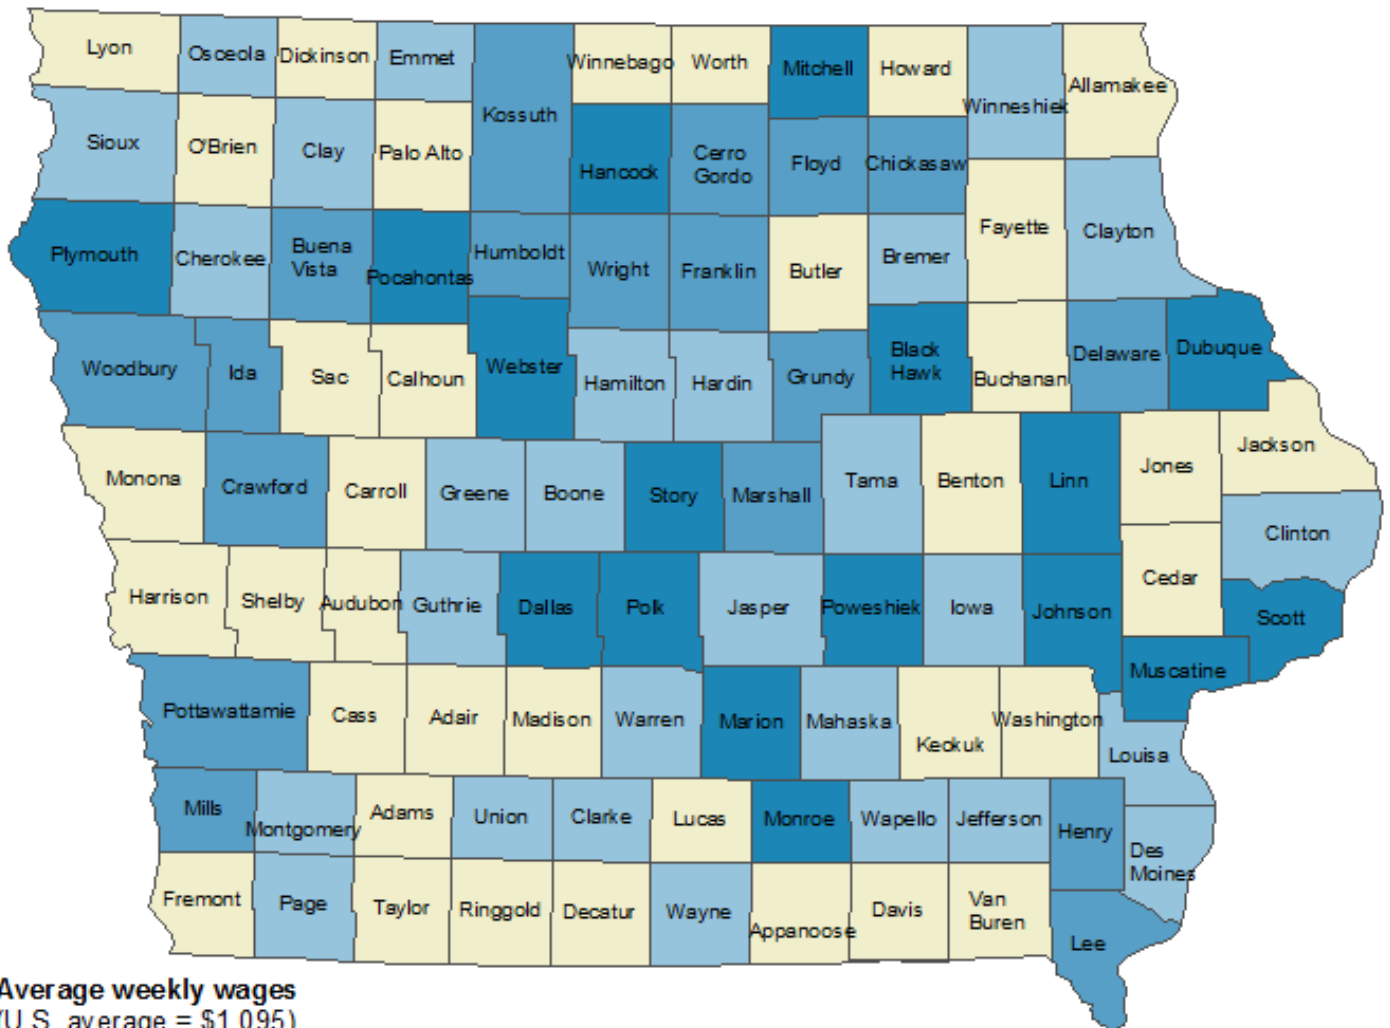 Lyon
Osceola
Dickinson
Emmet
Kossuth
Winnebago
Worth
Mitchell
Howard
Winneshiek
Allamakee
Sioux
O'Brien
Clay
Palo Alto
Hancock
Cerro
Gordo
Floyd
Chickasaw
Fayette
Clayton
Plymouth
Cherokee
Buena
Vista
Pocahontas
Humboldt
Wright
Franklin
Butler
Bremer
Woodbury
Ida
Sac
Calhoun
Webster
Hamilton
Hardin
Grundy
Black
Hawk
Buchanan
Delaware
Dubuque
Monona
Crawford
Carroll
Greene
Boone
Story
Marshall
Tama
Benton
Linn
Jones
Jackson
Clinton
Harrison
Shelby
Audubon
Guthrie
Dallas
Polk
Jasper
Poweshiek
Iowa
Johnson
Cedar
Scott
Muscatine
Pottawattamie
Cass
Adair
Madison
Warren
Marion
Mahaska
Keokuk
Washington
Louisa
Mills
Montgomery
Adams
Union
Clarke
Lucas
Monroe
Wapello
Jefferson
Henry
Des
Moines
Fremont
Page
Taylor
Ringgold
Decatur
Wayne
Appanoose
Davis
Van
Buren
Lee
Average weekly wages
(U.S. average = $1,095)